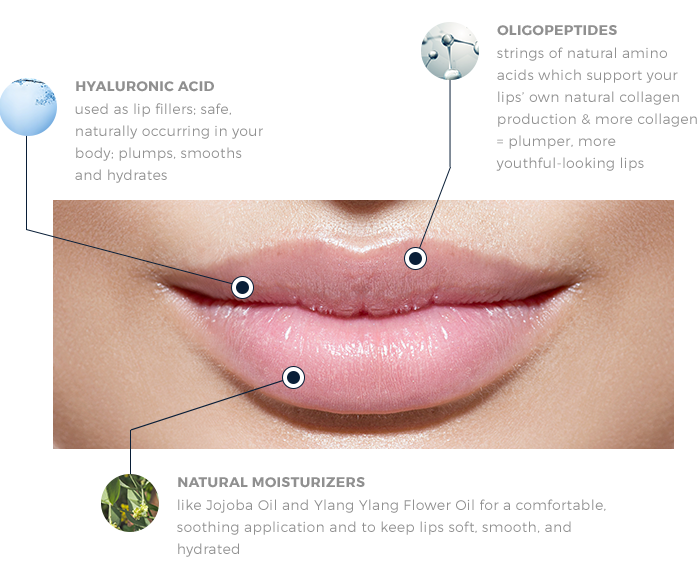 OLIGOPEPTIDES
strings of natural amino
acids which support your
lips' own natural collagen
production & more collagen
= plumper, more
youthful-looking lips
HYALURONIC ACID
used as lip fillers; safe,
naturally occurring in your
body; plumps, smooths
and hydrates
NATURAL MOISTURIZERS
like Jojoba Oil and Ylang Ylang Flower Oil for a comfortable,
soothing application and to keep lips soft, smooth, and
hydrated